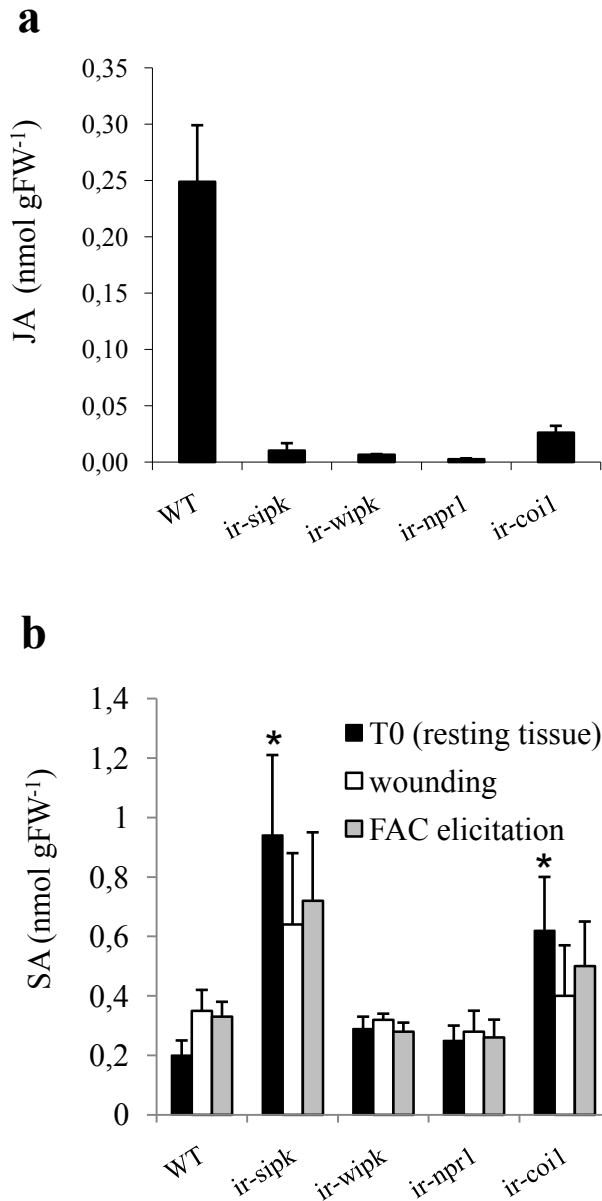 a
JA (nmol gFW⁻¹)
0,35
0,30
0,25
0,20
0,15
0,10
0,05
0,00
WT
ir-sipk
ir-wipk
ir-npr1
ir-coi1
b
SA (nmol gFW⁻¹)
1,4
1,2
1
0,8
0,6
0,4
0,2
0
*
*
T0 (resting tissue)
wounding
FAC elicitation
WT
ir-sipk
ir-wipk
ir-npr1
ir-coi1